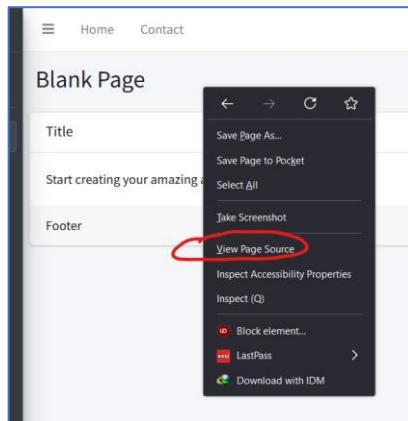 Home Contact
Blank Page
Title
Start creating your amazing a
Footer
Save Page As...
Save Page to Pocket
Select All
Take Screenshot
View Page Source
Inspect Accessibility Properties
Inspect (Q)
Block element...
LastPass
Download with IDM